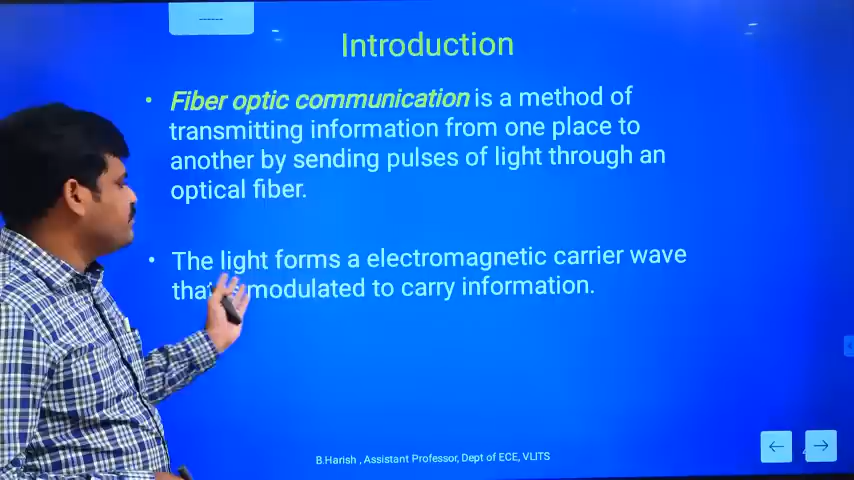 Introduction
• Fiber optic communication is a method of
transmitting information from one place to
another by sending pulses of light through an
optical fiber.
• The light forms a electromagnetic carrier wave
that modulated to carry information.
B.Harish , Assistant Professor, Dept of ECE, VLITS